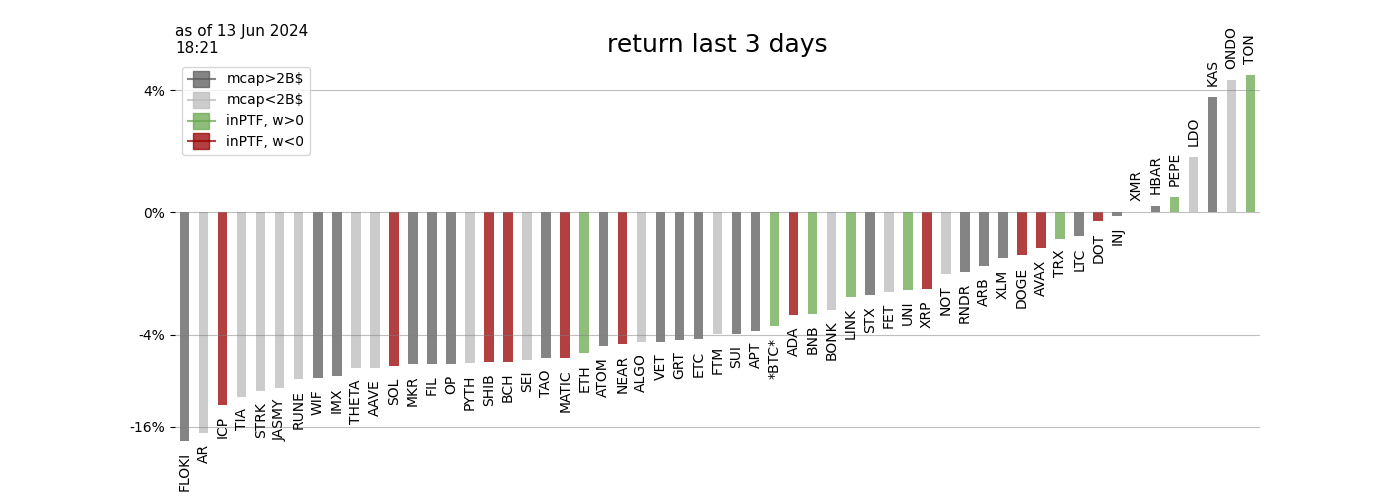 as of 13 Jun 2024
18:21
return last 3 days
mcap>2B$
mcap<2B$
inPTF, w>0
inPTF, w<0
4%
0%
-4%
-16%
FLOKI
AR
ICP
TIA
STRK
JASMY
RUNE
WIF
IMX
THETA
AAVE
SOL
MKR
FIL
OP
PYTH
SHIB
BCH
SEI
TAO
MATIC
ETH
ATOM
NEAR
ALGO
VET
GRT
ETC
FTM
SUI
APT
*BTC*
ADA
BNB
BONK
LINK
STX
FET
UNI
XRP
NOT
RNDR
ARB
XLM
DOGE
AVAX
TRX
LTC
DOT
INJ
XMR
HBAR
PEPE
LDO
KAS
ONDO
TON